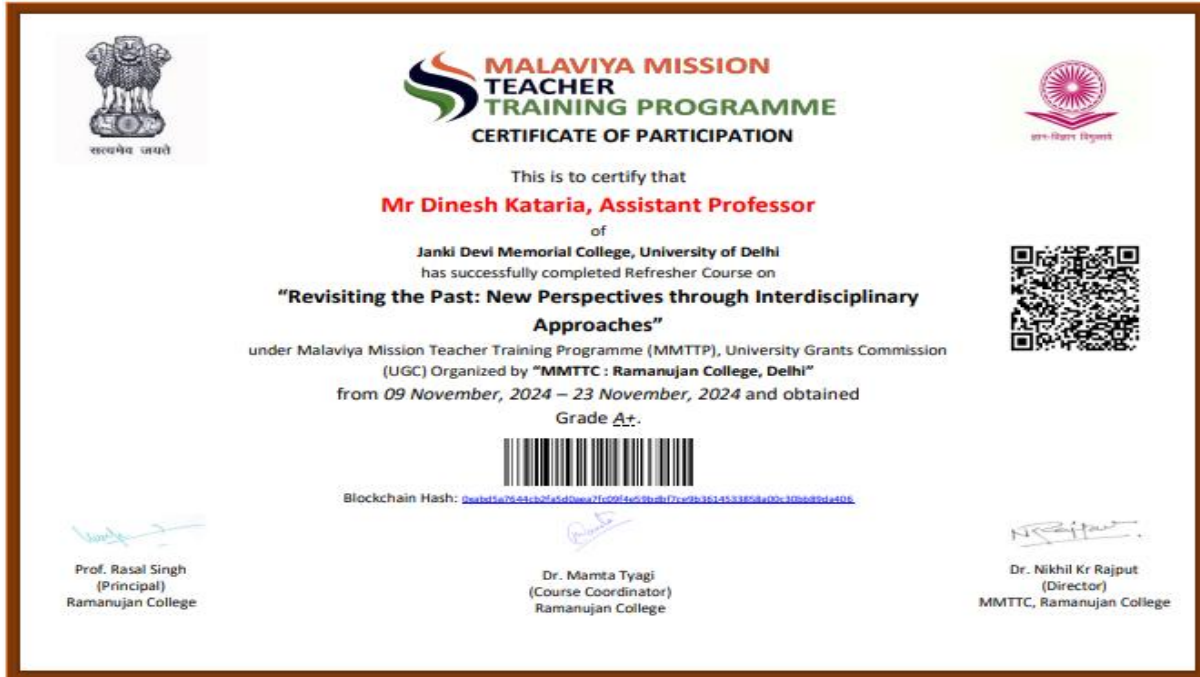 सत्यमेव जयते
MALAVIYA MISSION
TEACHER
TRAINING PROGRAMME
CERTIFICATE OF PARTICIPATION
ज्ञान-विज्ञान विमुक्तये
This is to certify that
Mr Dinesh Kataria, Assistant Professor
of
Janki Devi Memorial College, University of Delhi
has successfully completed Refresher Course on
“Revisiting the Past: New Perspectives through Interdisciplinary
Approaches”
under Malaviya Mission Teacher Training Programme (MMTTP), University Grants Commission
(UGC) Organized by “MMTTC : Ramanujan College, Delhi”
from 09 November, 2024 – 23 November, 2024 and obtained
Grade A+.
Blockchain Hash:
Prof. Rasal Singh
(Principal)
Ramanujan College
Dr. Mamta Tyagi
(Course Coordinator)
Ramanujan College
Dr. Nikhil Kr Rajput
(Director)
MMTTC, Ramanujan College